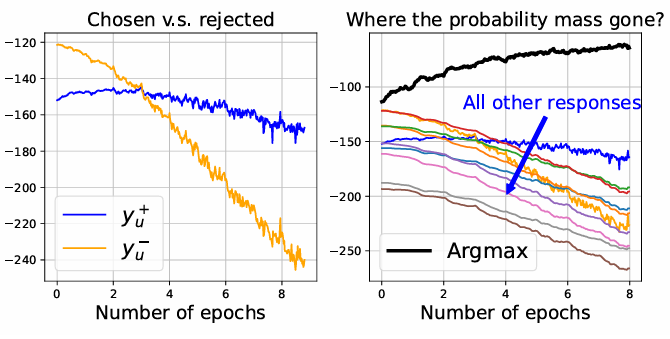 Chosen v.s. rejected
−120
−140
−160
−180
−200
−220
−240
y_u^+
y_u^−
0
2
4
6
8
Number of epochs
Where the probability mass gone?
−100
−150
−200
−250
All other responses
Argmax
0
2
4
6
8
Number of epochs